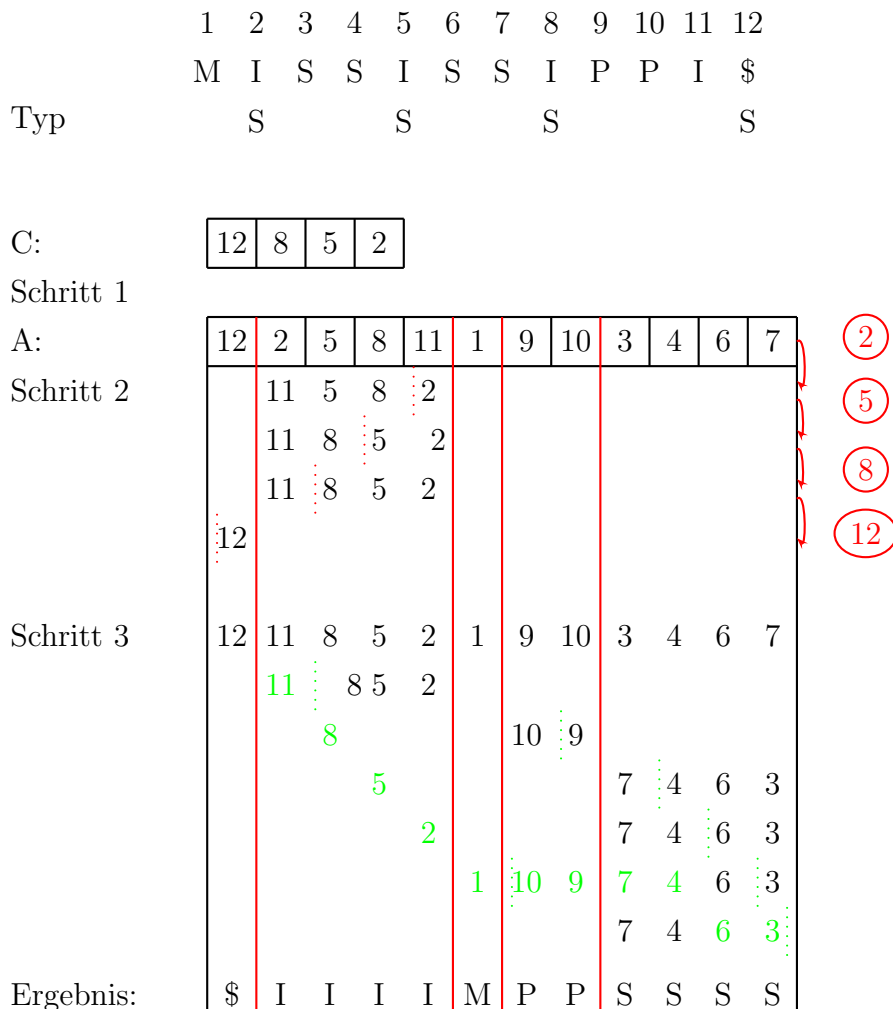 1 2 3 4 5 6 7 8 9 10 11 12
M I S S I S S I P P I $
Typ S S S S
C: 12 8 5 2
Schritt 1
A: 12 2 5 8 11 1 9 10 3 4 6 7 2
Schritt 2 11 5 8 2 5
11 8 5 2
11 8 5 2 8
12 12
Schritt 3 12 11 8 5 2 1 9 10 3 4 6 7
11 8 5 2
8 10 9
5 7 4 6 3
2 7 4 6 3
1 10 9 7 4 6 3
7 4 6 3
Ergebnis: $ I I I I M P P S S S S